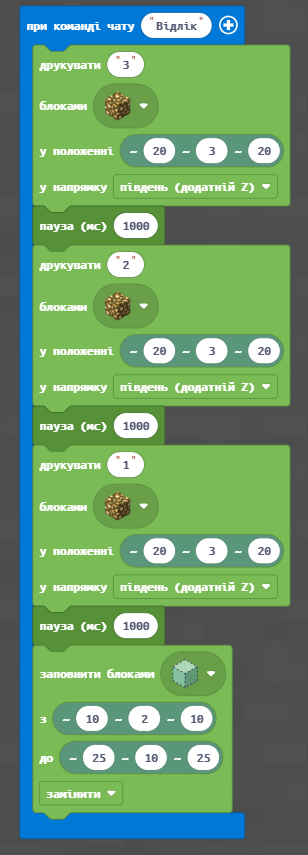 при команді чату "Відлік"
друкувати "3"
блоками
у положенні ~ 20 ~ 3 ~ 20
у напрямку південь (додатній Z)
пауза (мс) 1000
друкувати "2"
блоками
у положенні ~ 20 ~ 3 ~ 20
у напрямку південь (додатній Z)
пауза (мс) 1000
друкувати "1"
блоками
у положенні ~ 20 ~ 3 ~ 20
у напрямку південь (додатній Z)
пауза (мс) 1000
заповнити блоками
з ~ 10 ~ 2 ~ 10
до ~ 25 ~ 10 ~ 25
замінити